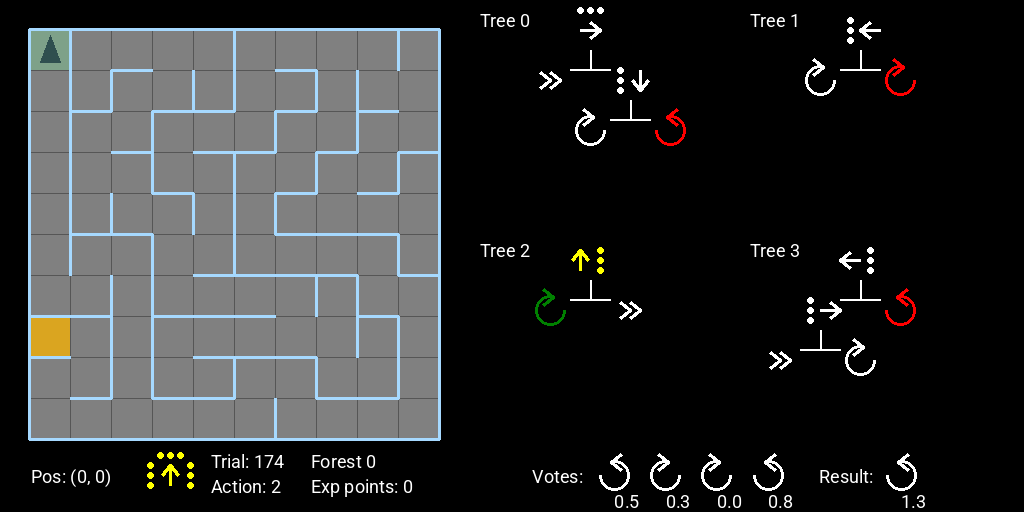 Tree 0
Tree 1
Tree 2
Tree 3
Pos: (0, 0)
Trial: 174
Forest 0
Action: 2
Exp points: 0
Votes:
0.5
0.3
0.0
0.8
Result:
1.3